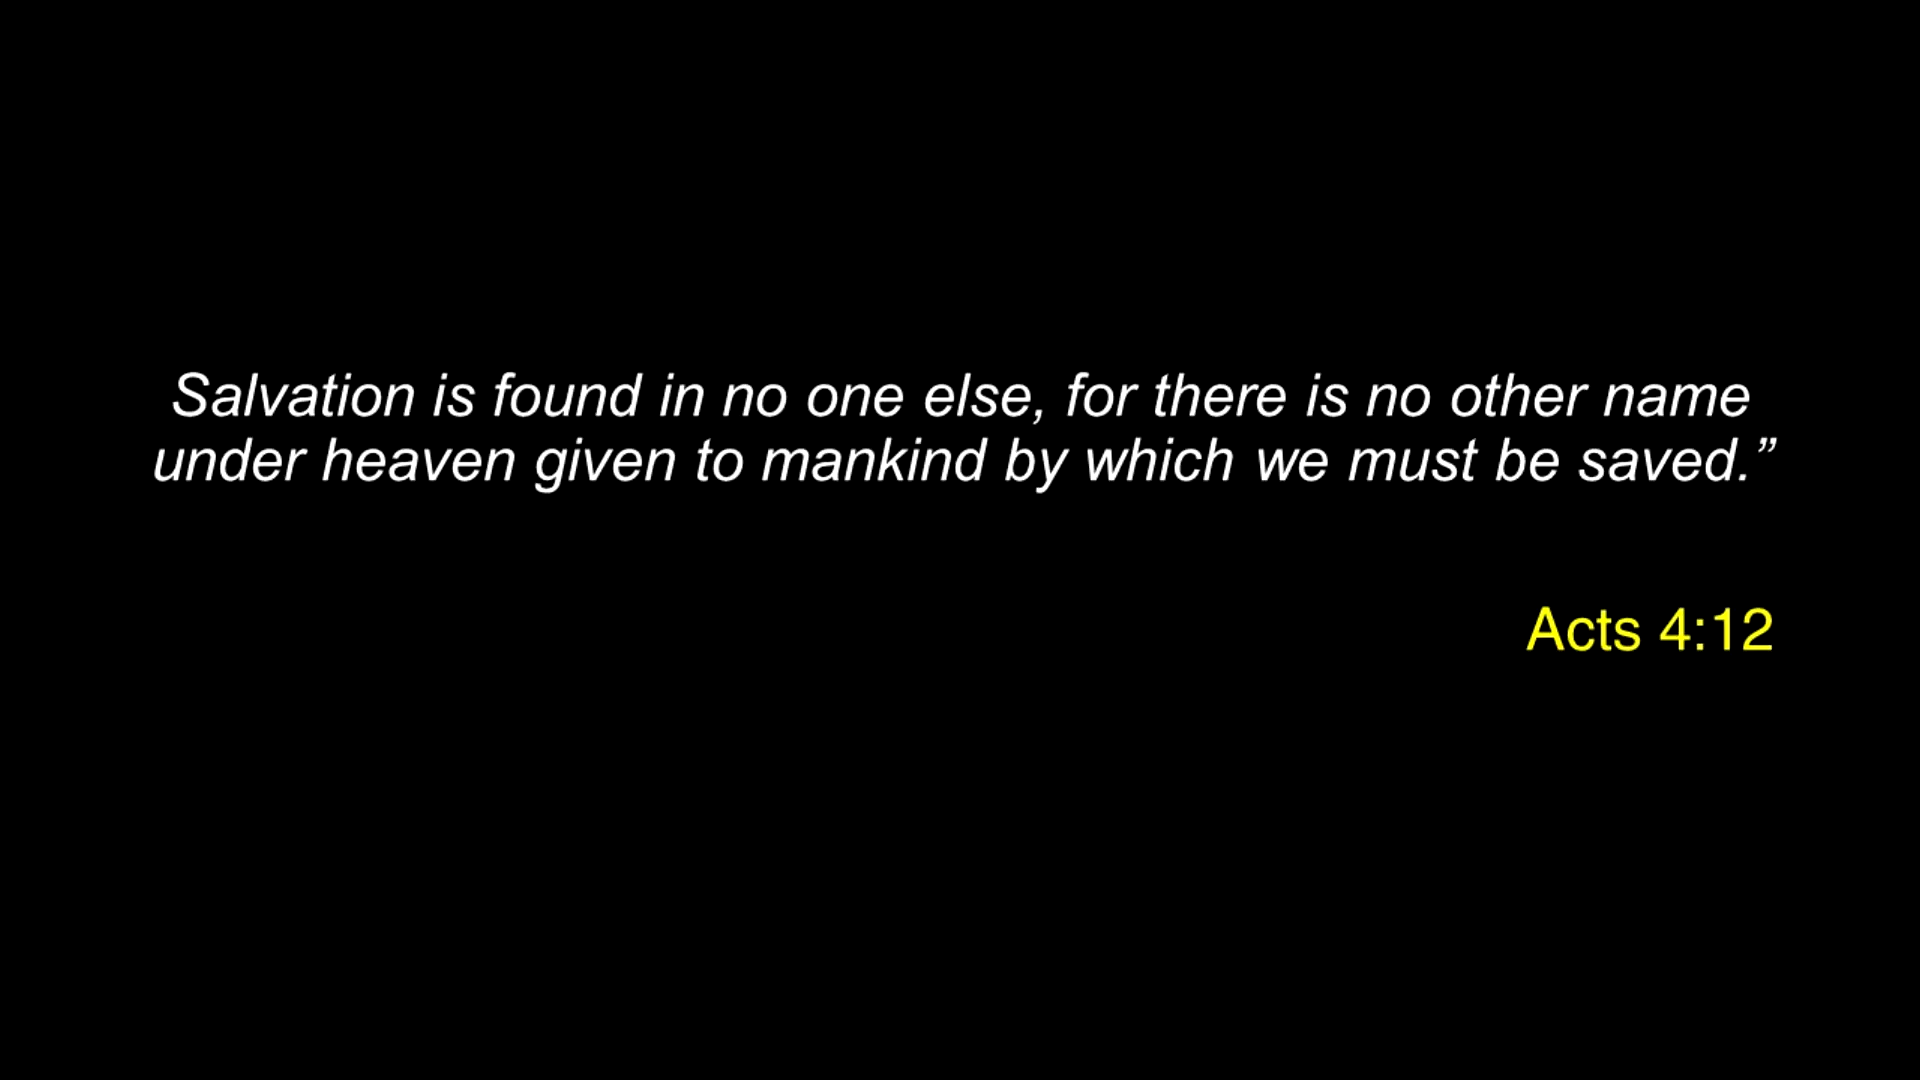 Salvation is found in no one else, for there is no other name
under heaven given to mankind by which we must be saved.”
Acts 4:12